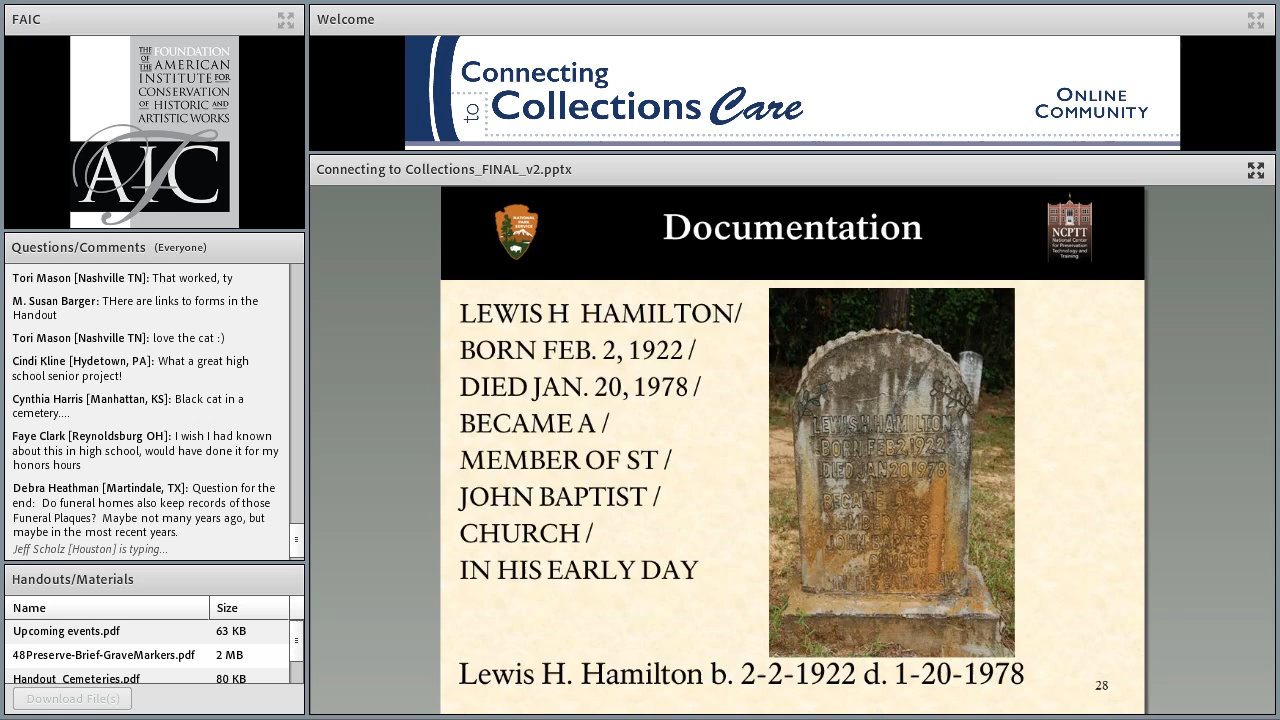 FAIC
THE FOUNDATION
OF THE AMERICAN
INSTITUTE FOR
CONSERVATION
OF HISTORIC AND
ARTISTIC WORKS
AIC
Questions/Comments (Everyone)
Tori Mason [Nashville TN]: That worked, ty
M. Susan Barger: THere are links to forms in the
Handout
Tori Mason [Nashville TN]: love the cat :)
Cindi Kline [Hydetown, PA]: What a great high
school senior project!
Cynthia Harris [Manhattan, KS]: Black cat in a
cemetery....
Faye Clark [Reynoldsburg OH]: I wish I had known
about this in high school, would have done it for my
honors hours
Debra Heathman [Martindale, TX]: Question for the
end: Do funeral homes also keep records of those
Funeral Plaques? Maybe not many years ago, but
maybe in the most recent years.
Jeff Scholz [Houston] is typing...
Handouts/Materials
Name Size
Upcoming events.pdf 63 KB
48Preserve-Brief-GraveMarkers.pdf 2 MB
Handout_Cemeteries.pdf 80 KB
Download File(s)
Welcome
Connecting
to Collections Care
ONLINE
COMMUNITY
Connecting to Collections_FINAL_v2.pptx
NATIONAL
PARK
SERVICE
Documentation
NCPTT
National Center
for Preservation
Technology and
Training
LEWIS H HAMILTON/
BORN FEB. 2, 1922 /
DIED JAN. 20, 1978 /
BECAME A /
MEMBER OF ST /
JOHN BAPTIST /
CHURCH /
IN HIS EARLY DAY
LEWIS H HAMILTON
BORN FEB 2 1922
DIED JAN 20 1978
BECAME A
MEMBER OF S
JOHN BAPTIST
CHURCH
IN HIS EARLY DAY
Lewis H. Hamilton b. 2-2-1922 d. 1-20-1978
28